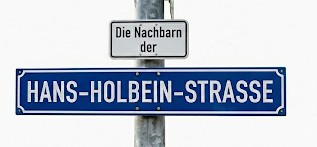 Die Nachbarn
der
HANS-HOLBEIN-STRASSE